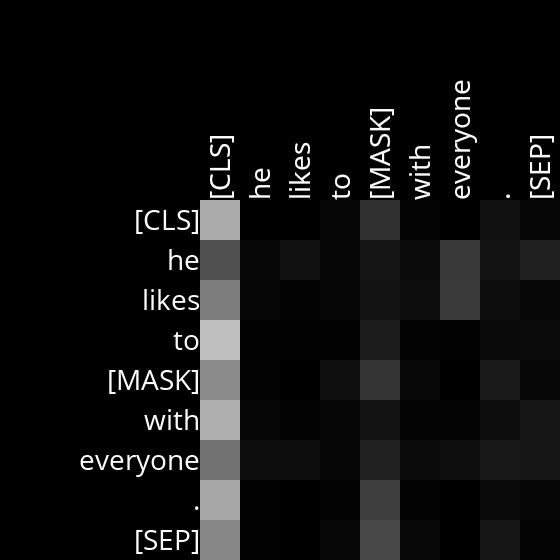 [CLS] he likes to [MASK] with everyone . [SEP]
[CLS]
he
likes
to
[MASK]
with
everyone
.
[SEP]